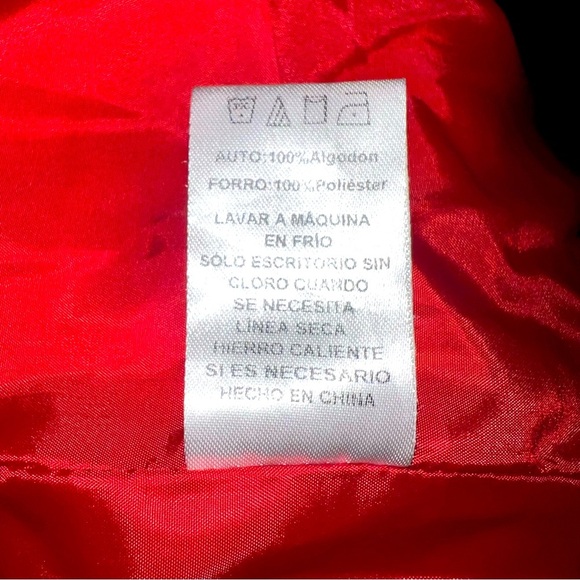 AUTO:100%Algodón
FORRO:100%Poliéster
LAVAR A MÁQUINA
EN FRÍO
SÓLO ESCRITORIO SIN
CLORO CUANDO
SE NECESITA
LÍNEA SECA
HIERRO CALIENTE
SI ES NECESARIO
HECHO EN CHINA